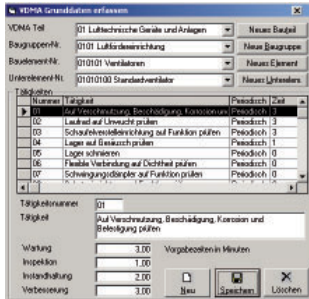 VDMA Grunddaten erfassen
VDMA Teil 01 Lufttechnische Geräte und Anlagen Neues Bauteil
Baugruppen-Nr. 0101 Luftfördereinrichtung Neue Baugruppe
Bauelement-Nr. 010101 Ventilatoren Neues Element
Unterelement-Nr. 01010100 Standardventilator Neues Unterelem.
Tätigkeiten
Nummer Tätigkeit Periodisch Zeit
01 Auf Verschmutzung, Beschädigung, Korrosion und Periodisch 3
02 Laufrad auf Unwucht prüfen Periodisch 3
03 Schaufelverstelleinrichtung auf Funktion prüfen Periodisch 3
04 Lager auf Geräusch prüfen Periodisch 1
05 Lager schmieren Periodisch 0
06 Flexible Verbindung auf Dichtheit prüfen Periodisch 0
07 Schwingungsdämpfer auf Funktion prüfen Periodisch 0
Tätigkeitsnummer 01
Tätigkeit Auf Verschmutzung, Beschädigung, Korrosion und
Befestigung prüfen
Wartung 3,00 Vorgabezeiten in Minuten
Inspektion 1,00
Instandhaltung 2,00
Verbesserung 3,00
Neu Speichern Löschen